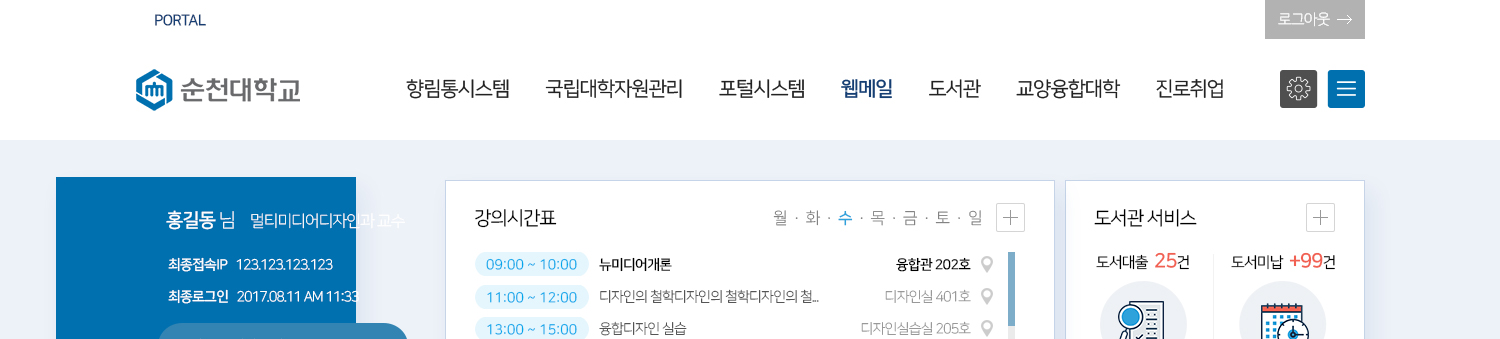 PORTAL
로그아웃
순천대학교
향림통시스템 국립대학자원관리 포털시스템 웹메일 도서관 교양융합대학 진로취업
홍길동 님 멀티미디어디자인과 교수
최종접속IP 123.123.123.123
최종로그인 2017.08.11 AM 11:33
강의시간표 월 · 화 · 수 · 목 · 금 · 토 · 일
09:00 ~ 10:00 뉴미디어개론 융합관 202호
11:00 ~ 12:00 디자인의 철학디자인의 철학디자인의 철... 디자인실 401호
13:00 ~ 15:00 융합디자인 실습 디자인실습실 205호
도서관 서비스
도서대출 25건 도서미납 +99건